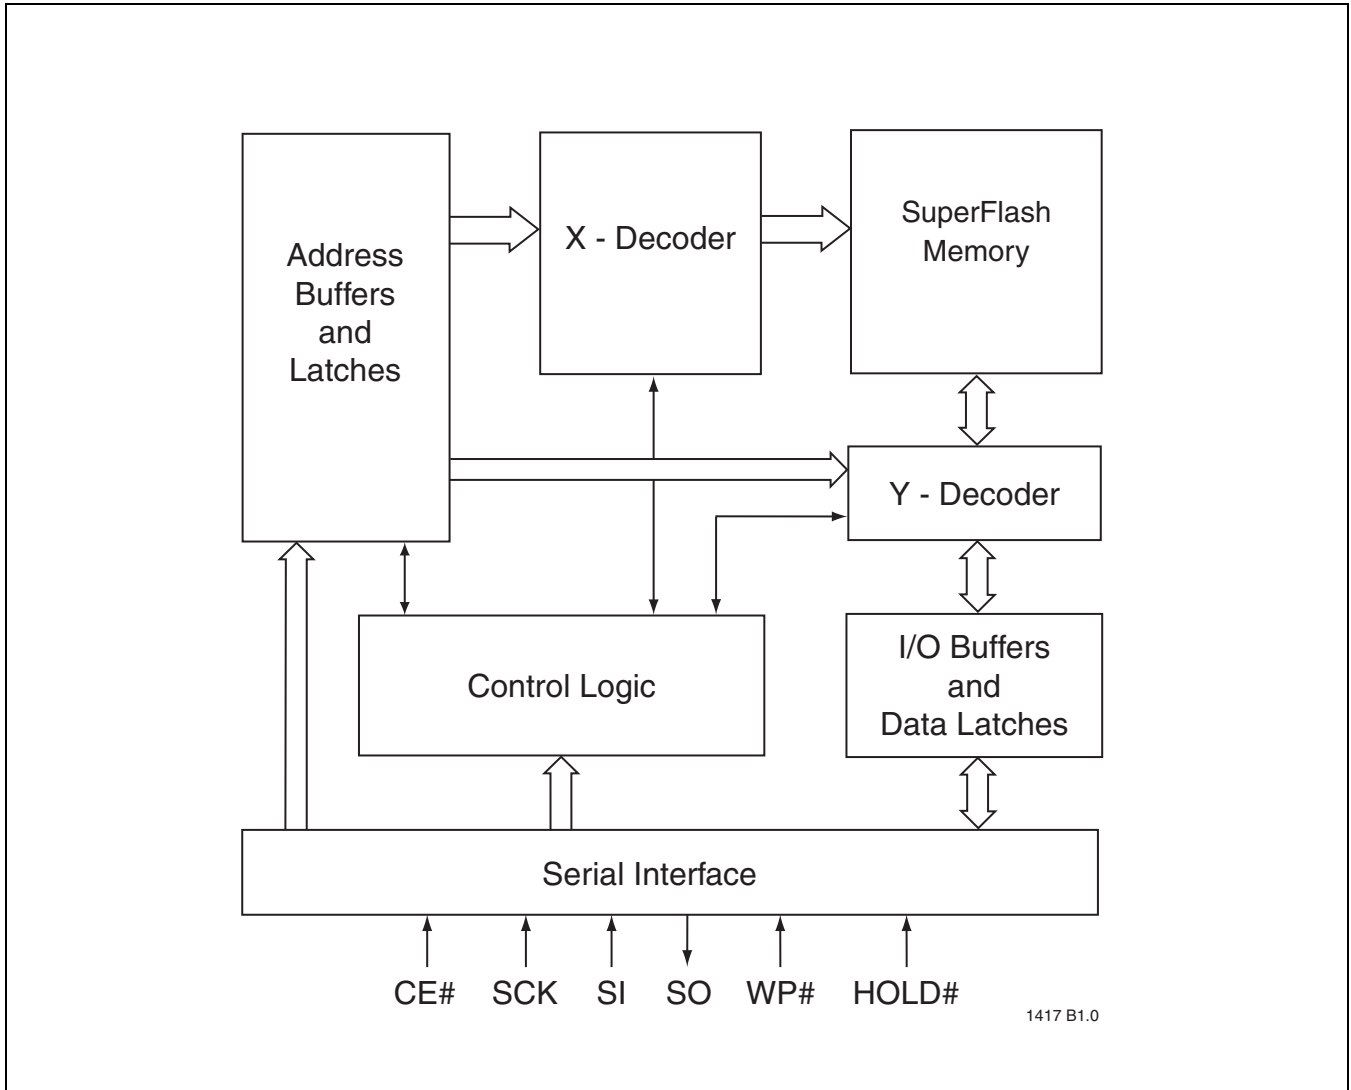 Address
Buffers
and
Latches
X - Decoder
SuperFlash
Memory
Y - Decoder
Control Logic
I/O Buffers
and
Data Latches
Serial Interface
CE# SCK SI SO WP# HOLD#
1417 B1.0